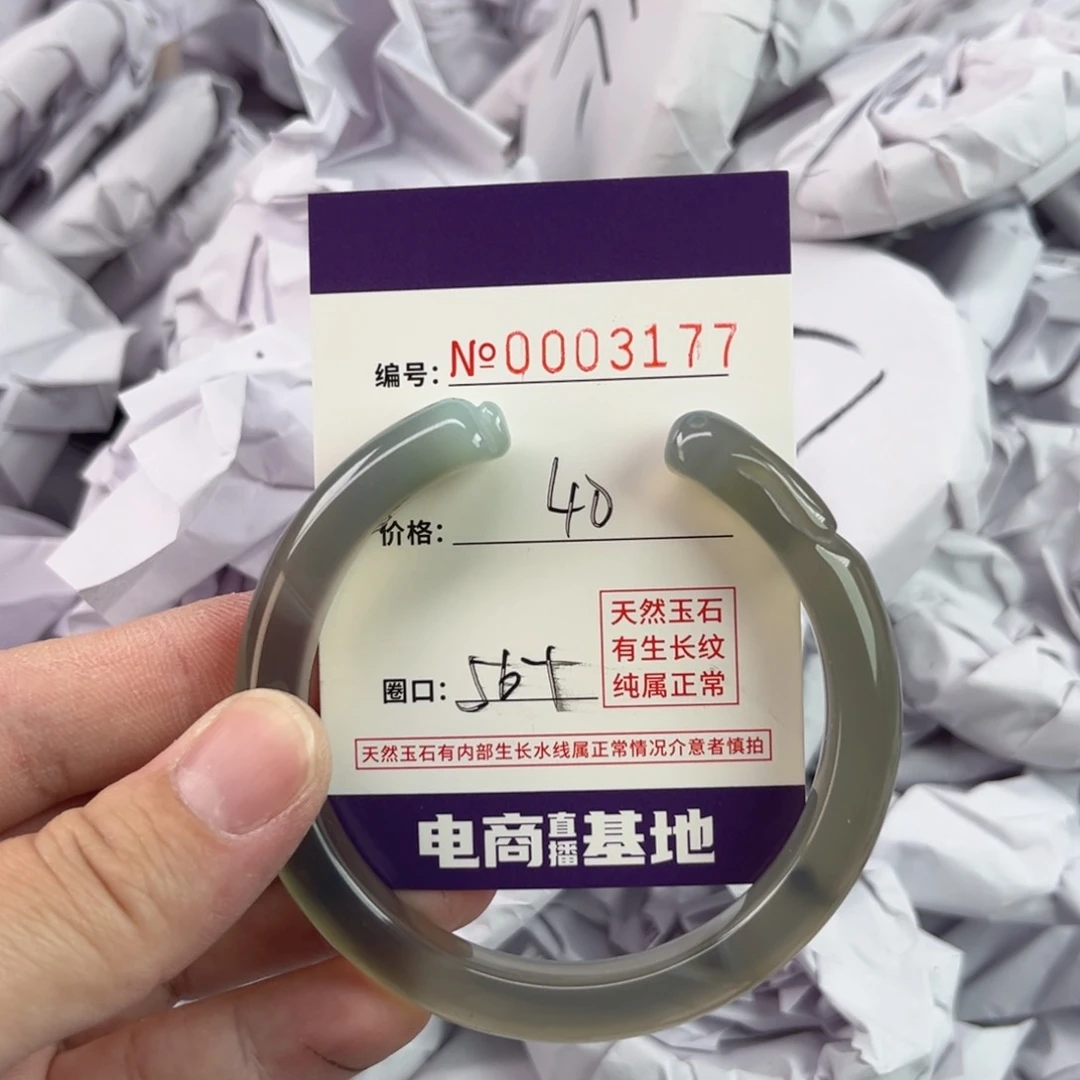 编号：№0003177
价格：40
天然玉石
有生长纹
纯属正常
圈口：56
天然玉石有内部生长水线属正常情况介意者慎拍
电商直播基地